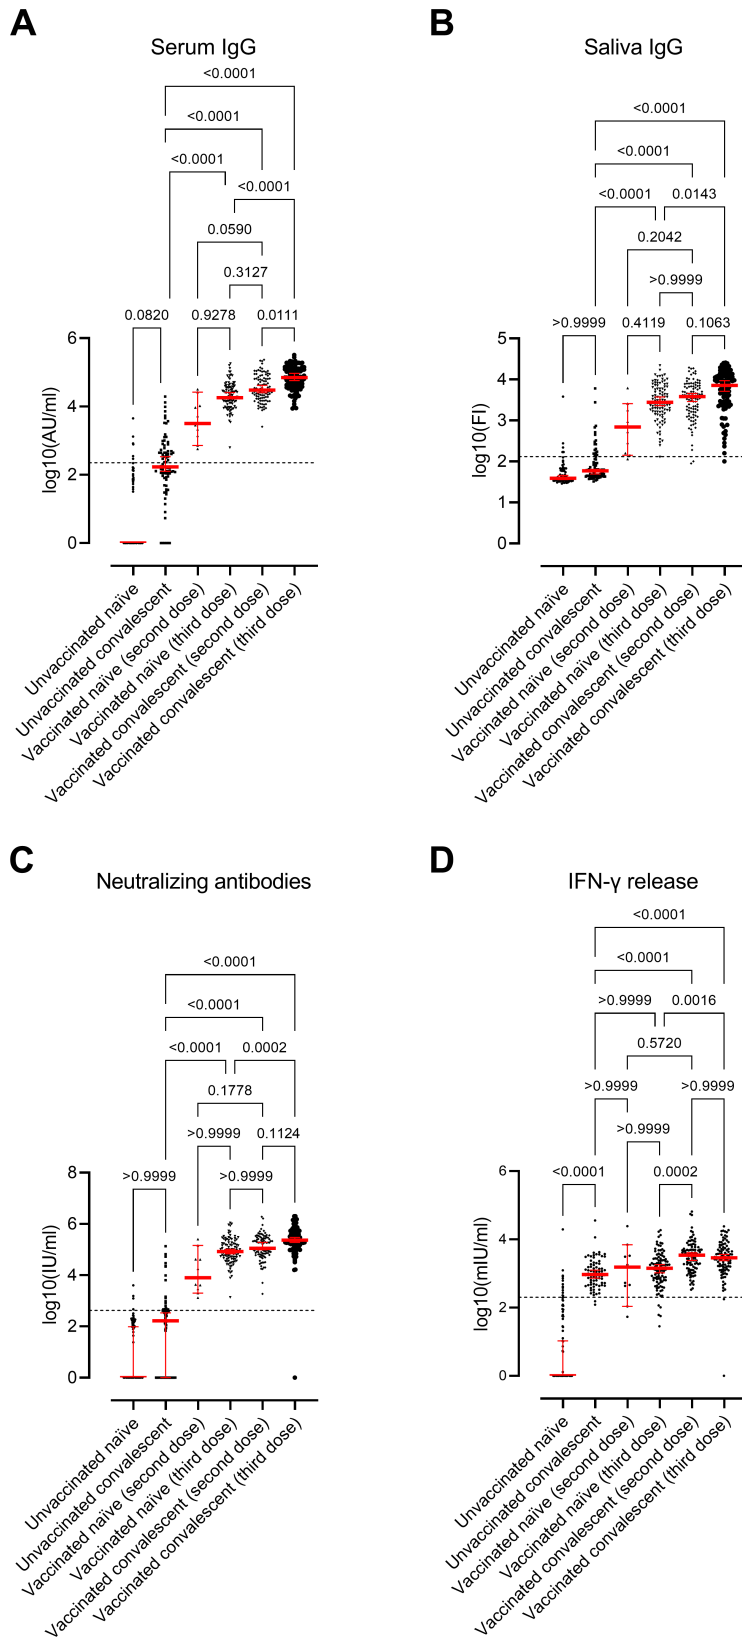 A
Serum IgG
<0.0001
<0.0001
<0.0001
<0.0001
0.0590
0.3127
0.0820
0.9278
0.0111
6
4
2
0
log10(AU/ml)
Unvaccinated naïve
Unvaccinated convalescent
Vaccinated naïve (second dose)
Vaccinated naïve (third dose)
Vaccinated convalescent (second dose)
Vaccinated convalescent (third dose)
B
Saliva IgG
<0.0001
<0.0001
<0.0001
0.0143
0.2042
>0.9999
>0.9999
0.4119
0.1063
5
4
3
2
1
0
log10(FI)
Unvaccinated naïve
Unvaccinated convalescent
Vaccinated naïve (second dose)
Vaccinated naïve (third dose)
Vaccinated convalescent (second dose)
Vaccinated convalescent (third dose)
C
Neutralizing antibodies
<0.0001
<0.0001
<0.0001
0.0002
0.1778
>0.9999
0.1124
>0.9999
>0.9999
8
6
4
2
0
log10(IU/ml)
Unvaccinated naïve
Unvaccinated convalescent
Vaccinated naïve (second dose)
Vaccinated naïve (third dose)
Vaccinated convalescent (second dose)
Vaccinated convalescent (third dose)
D
IFN-γ release
<0.0001
<0.0001
>0.9999
0.0016
0.5720
>0.9999
>0.9999
>0.9999
<0.0001
0.0002
6
4
2
0
log10(mIU/ml)
Unvaccinated naïve
Unvaccinated convalescent
Vaccinated naïve (second dose)
Vaccinated naïve (third dose)
Vaccinated convalescent (second dose)
Vaccinated convalescent (third dose)